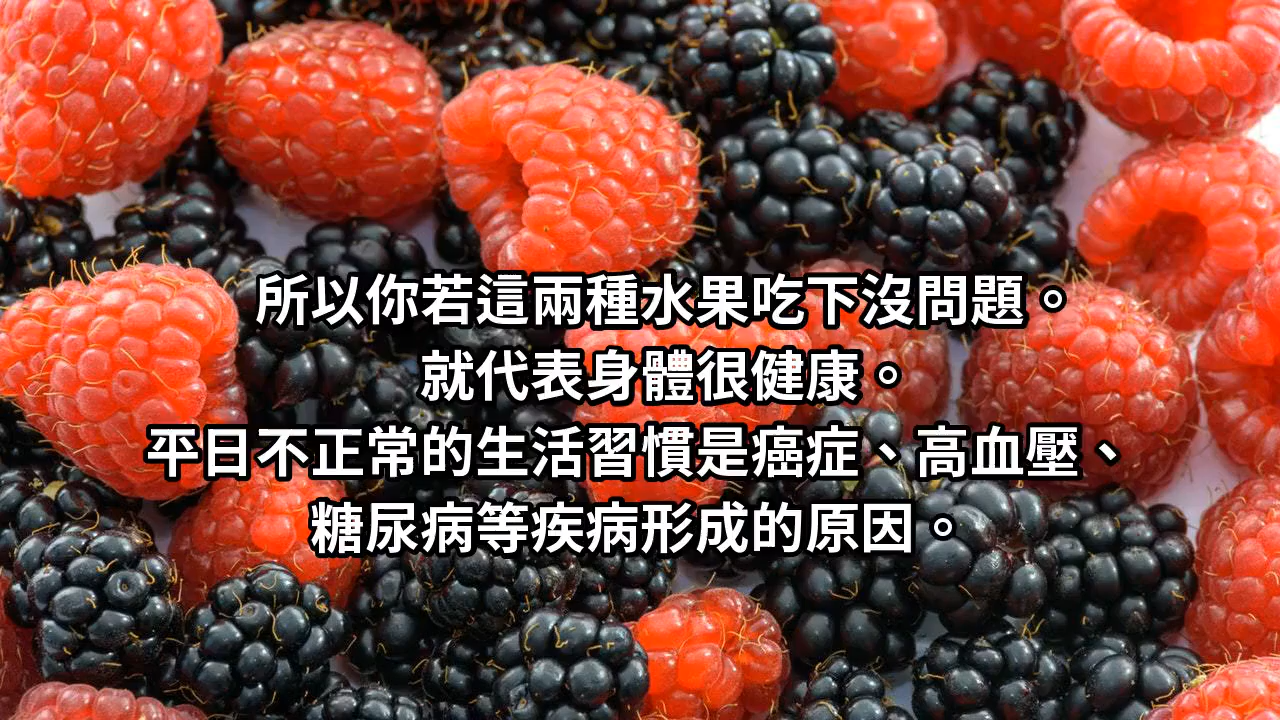 所以你若這兩種水果吃下沒問題。
就代表身體很健康。
平日不正常的生活習慣是癌症、高血壓、
糖尿病等疾病形成的原因。